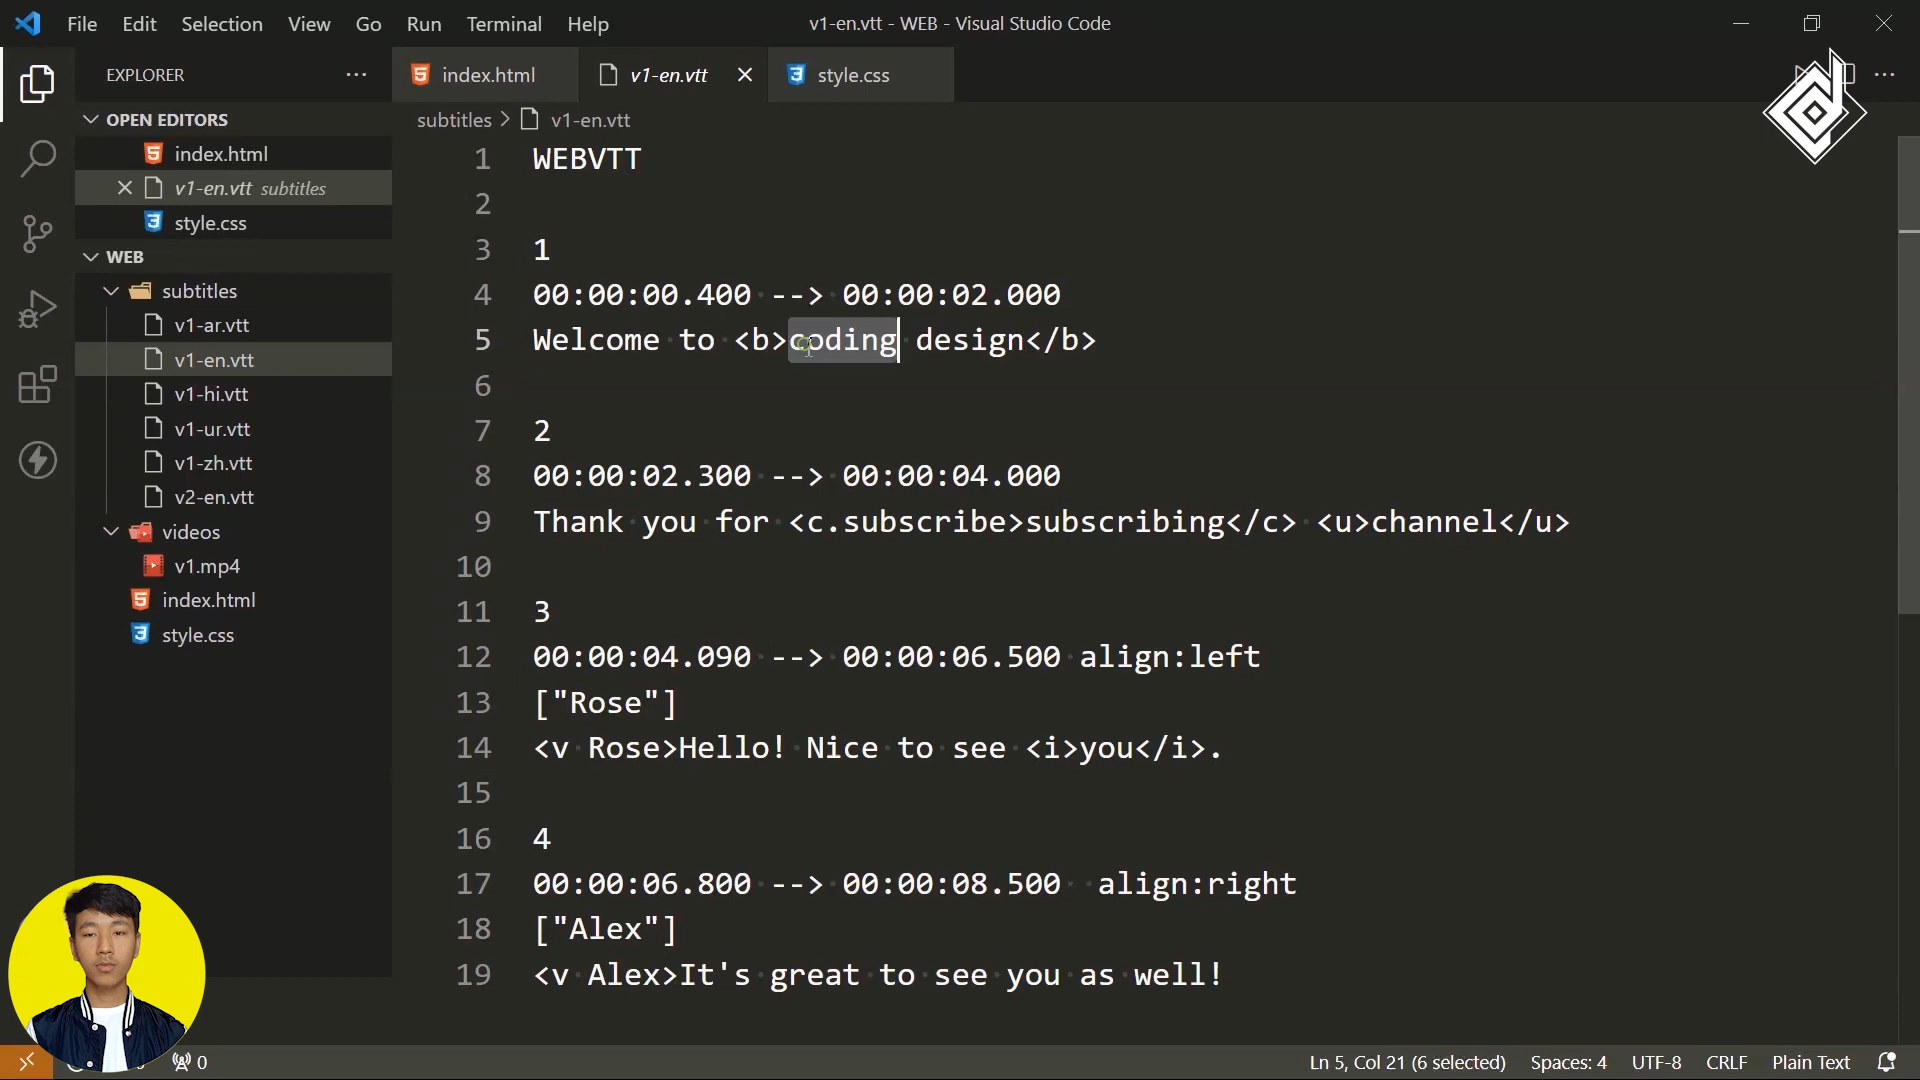 File Edit Selection View Go Run Terminal Help v1-en.vtt - WEB - Visual Studio Code
EXPLORER
index.html v1-en.vtt style.css
OPEN EDITORS
index.html
v1-en.vtt subtitles
style.css
WEB
subtitles
v1-ar.vtt
v1-en.vtt
v1-hi.vtt
v1-ur.vtt
v1-zh.vtt
v2-en.vtt
videos
v1.mp4
index.html
style.css
subtitles > v1-en.vtt
1 WEBVTT
2
3 1
4 00:00:00.400 --> 00:00:02.000
5 Welcome to <b>coding design</b>
6
7 2
8 00:00:02.300 --> 00:00:04.000
9 Thank you for <c.subscribe>subscribing</c> <u>channel</u>
10
11 3
12 00:00:04.090 --> 00:00:06.500 align:left
13 ["Rose"]
14 <v Rose>Hello! Nice to see <i>you</i>.
15
16 4
17 00:00:06.800 --> 00:00:08.500 align:right
18 ["Alex"]
19 <v Alex>It's great to see you as well!
0 Ln 5, Col 21 (6 selected) Spaces: 4 UTF-8 CRLF Plain Text